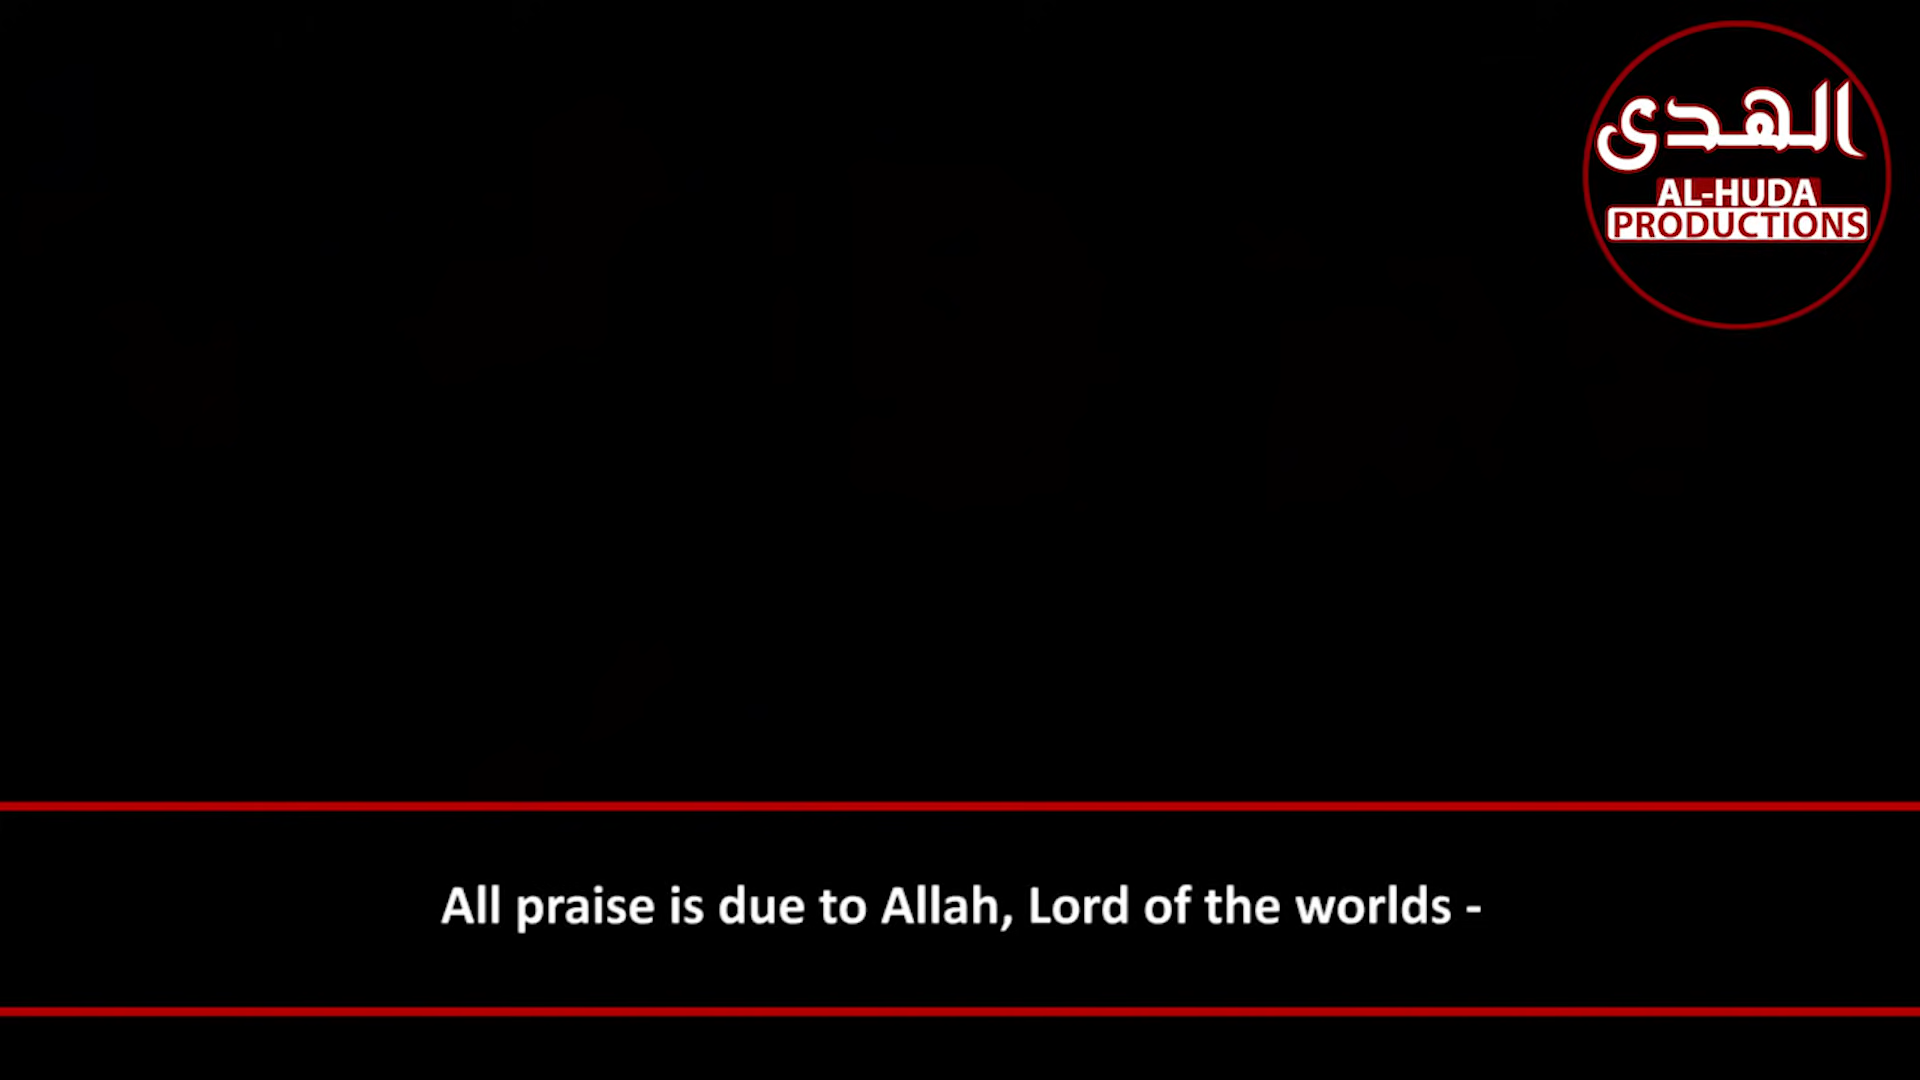 الهدى
AL-HUDA
PRODUCTIONS
All praise is due to Allah, Lord of the worlds -